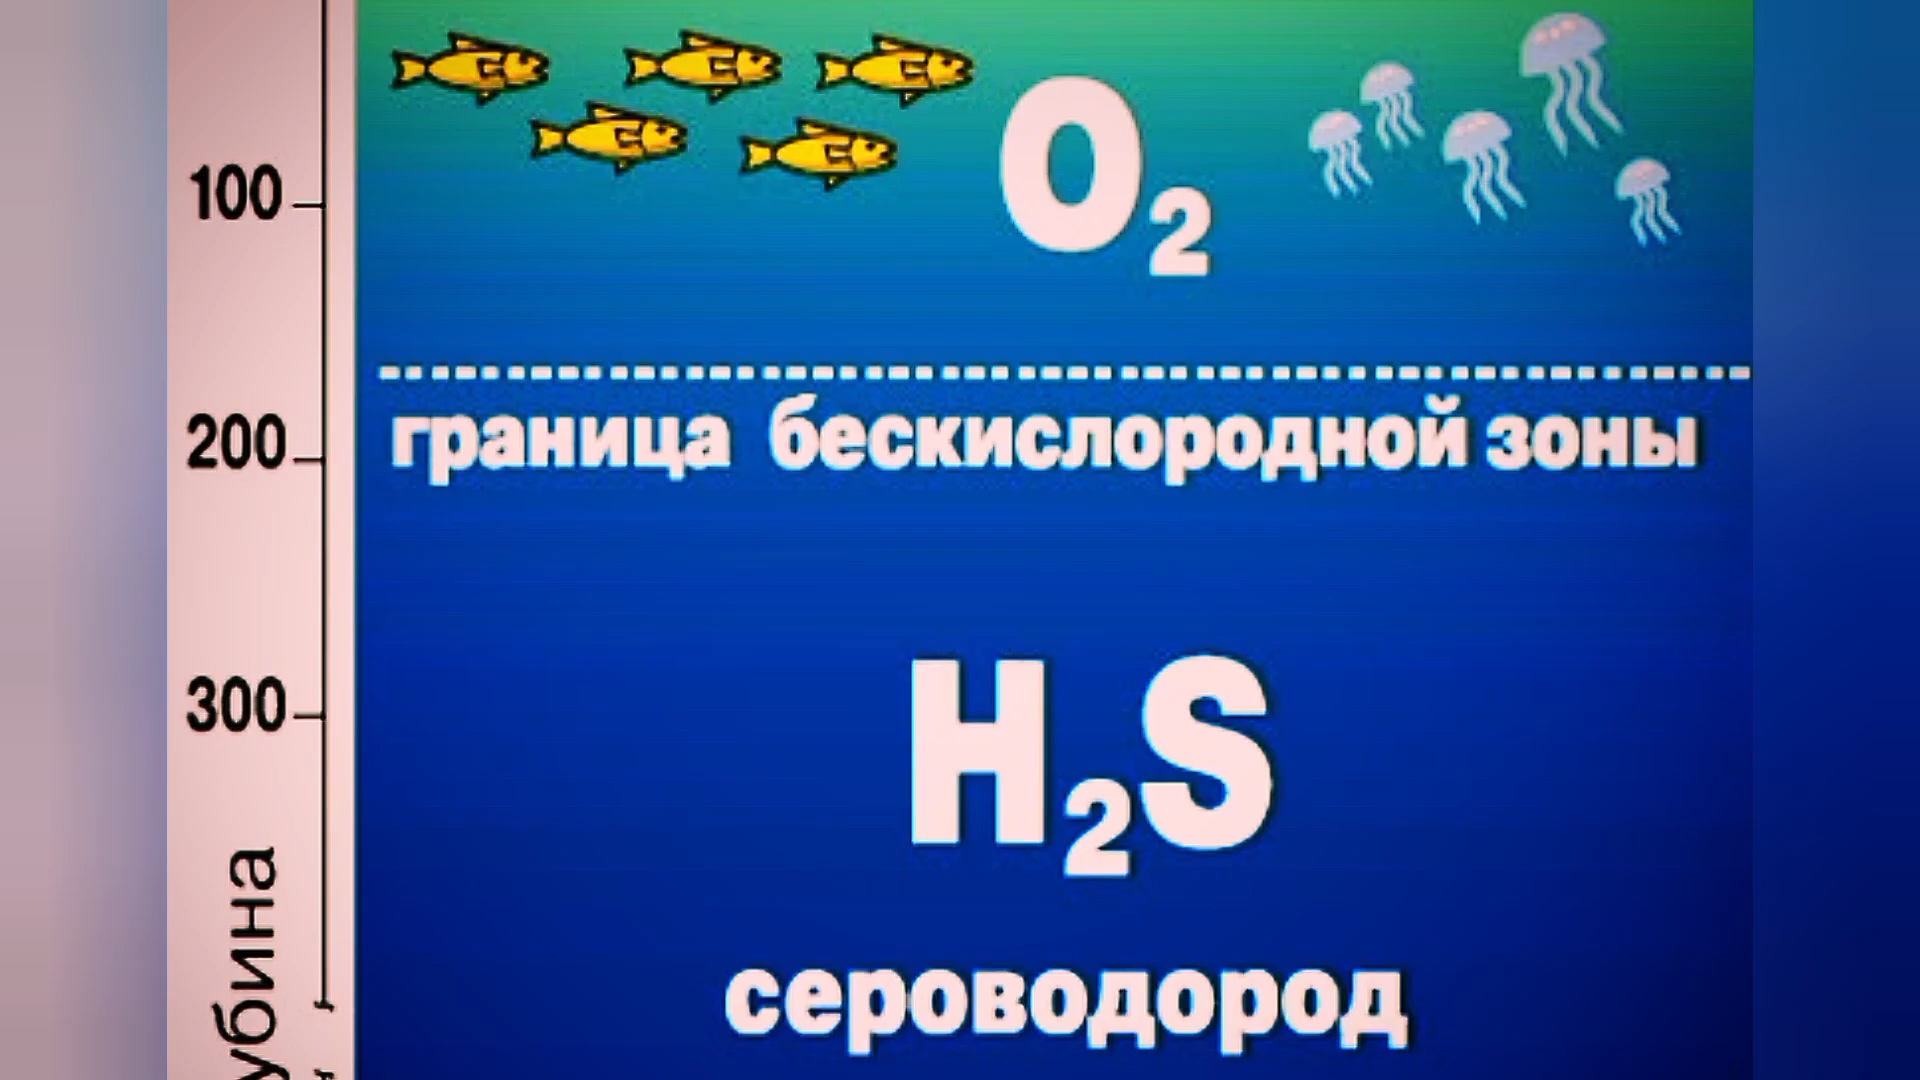 O₂
100
граница бескислородной зоны
200
300
H₂S
сероводород